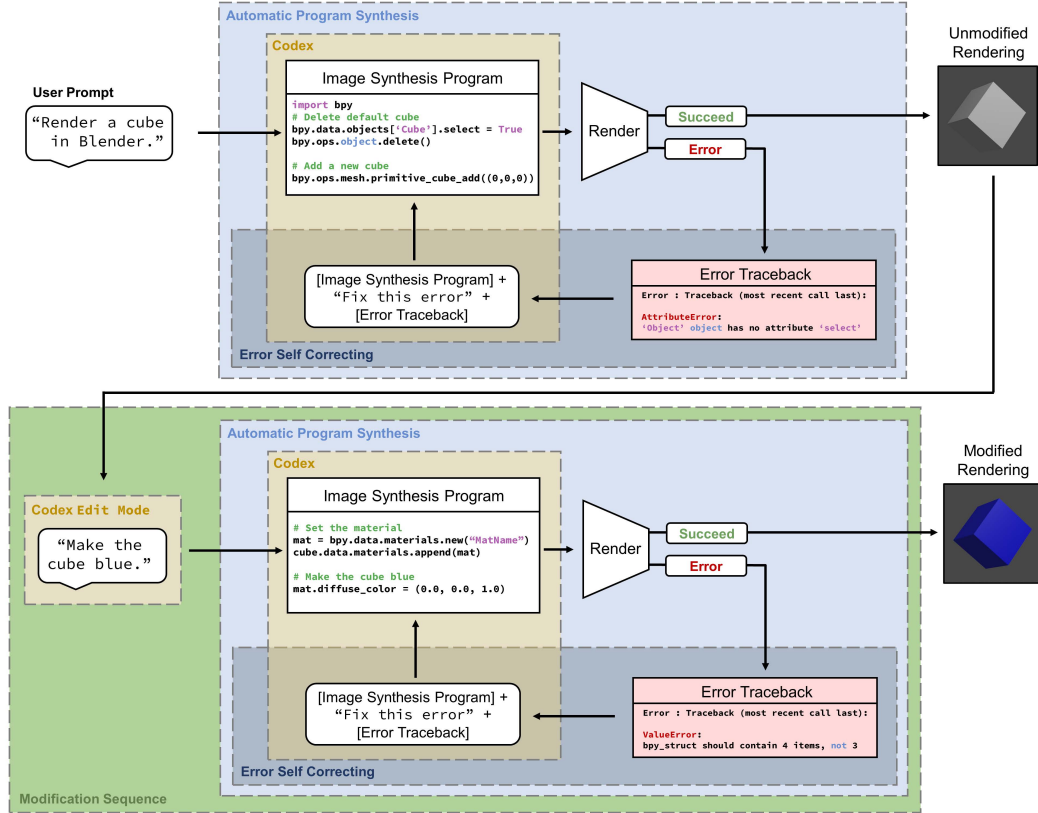 Automatic Program Synthesis
Codex
Image Synthesis Program
import bpy
# Delete default cube
bpy.data.objects[‘Cube’].select = True
bpy.ops.object.delete()
# Add a new cube
bpy.ops.mesh.primitive_cube_add((0,0,0))
User Prompt
“Render a cube
in Blender.”
Render
Succeed
Error
Unmodified
Rendering
[Image Synthesis Program] +
“Fix this error” +
[Error Traceback]
Error Traceback
Error : Traceback (most recent call last):
AttributeError:
‘Object’ object has no attribute ‘select’
Error Self Correcting
Automatic Program Synthesis
Codex
Image Synthesis Program
# Set the material
mat = bpy.data.materials.new(“MatName”)
cube.data.materials.append(mat)
# Make the cube blue
mat.diffuse_color = (0.0, 0.0, 1.0)
Codex Edit Mode
“Make the
cube blue.”
Render
Succeed
Error
Modified
Rendering
[Image Synthesis Program] +
“Fix this error” +
[Error Traceback]
Error Traceback
Error : Traceback (most recent call last):
ValueError:
bpy_struct should contain 4 items, not 3
Error Self Correcting
Modification Sequence